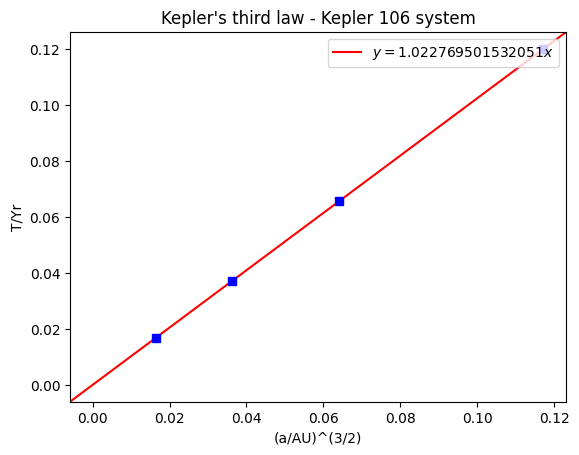 Kepler's third law - Kepler 106 system
y = 1.022769501532051x
T/Yr
0.12
0.10
0.08
0.06
0.04
0.02
0.00
0.00 0.02 0.04 0.06 0.08 0.10 0.12
(a/AU)^(3/2)